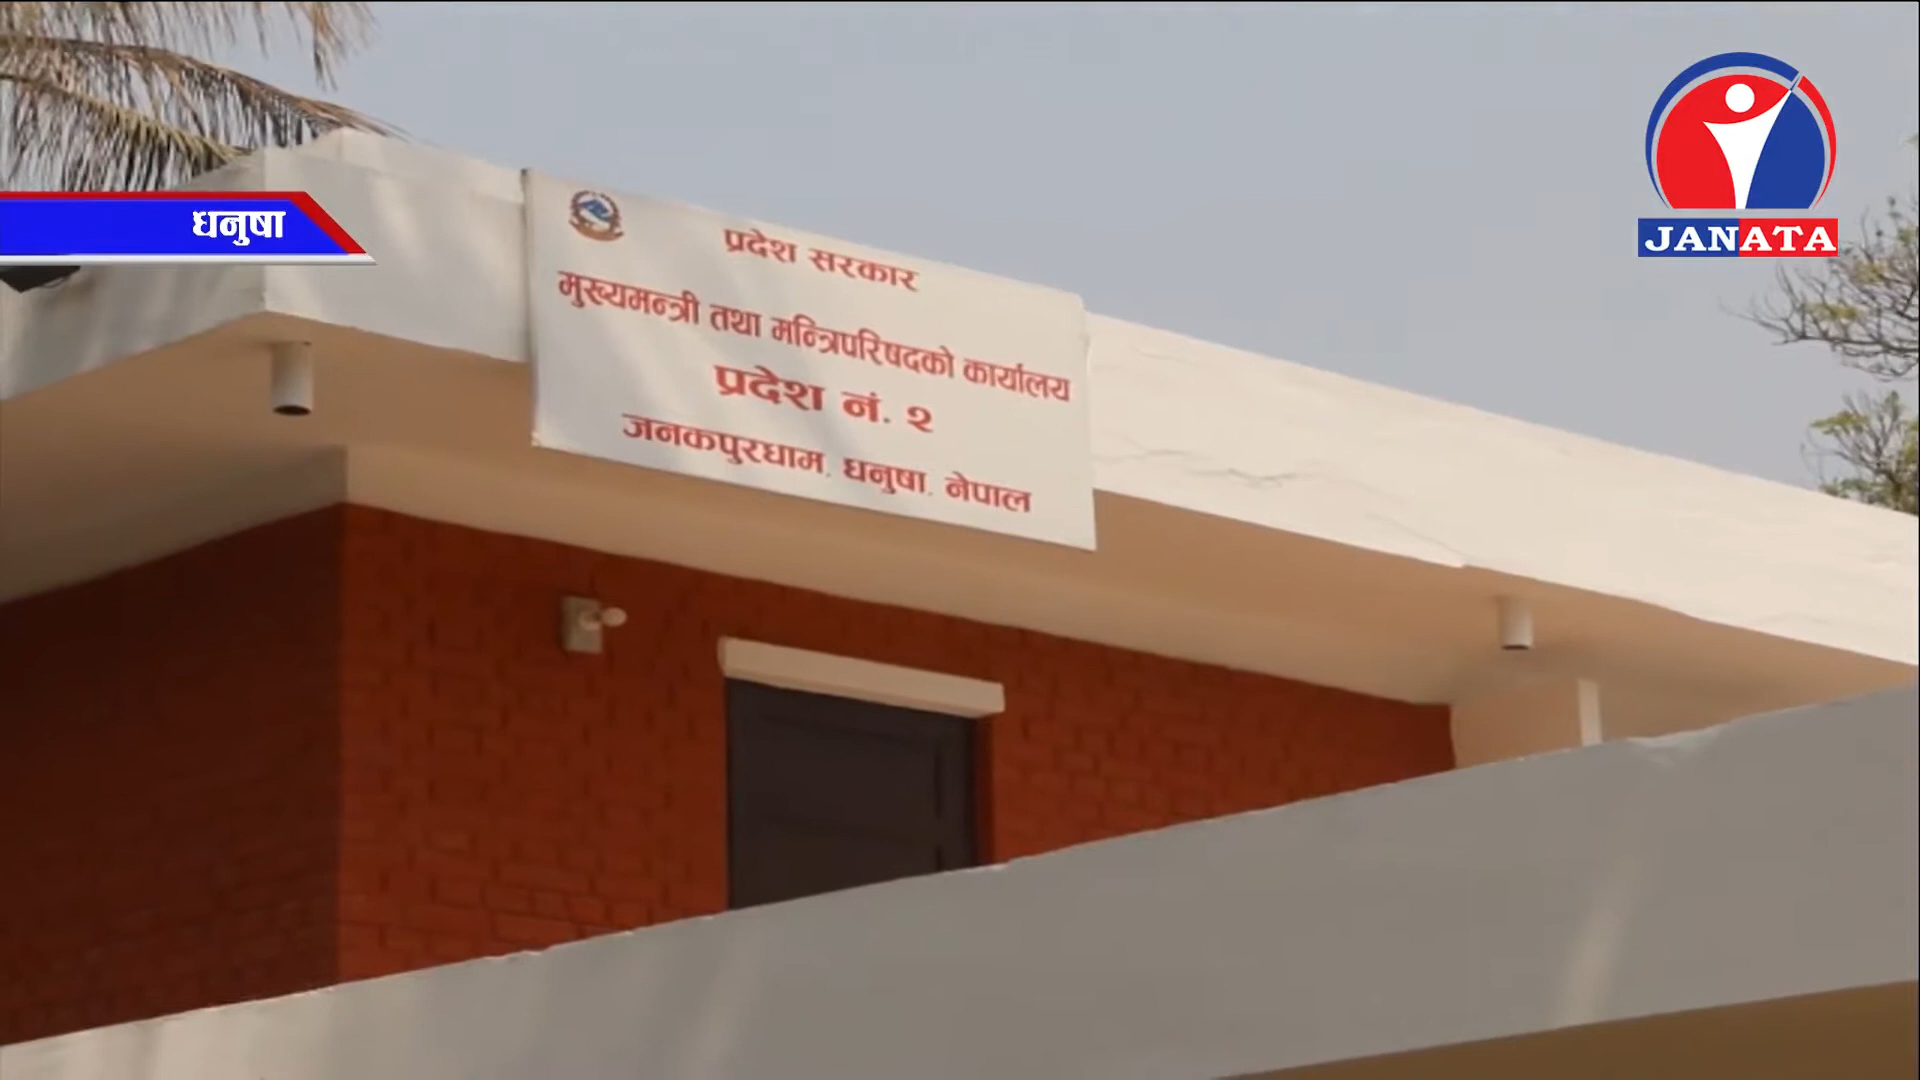 धनुषा
प्रदेश सरकार
मुख्यमन्त्री तथा मन्त्रिपरिषदको कार्यालय
प्रदेश नं. २
जनकपुरधाम, धनुषा, नेपाल
JANATA